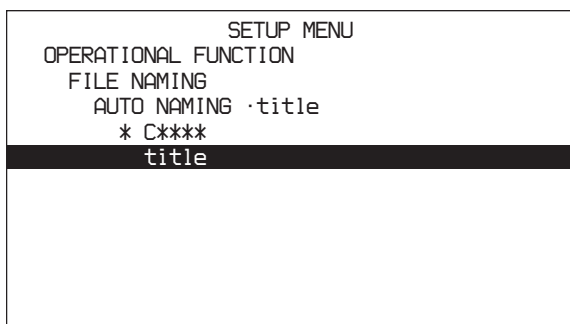 SETUP MENU
OPERATIONAL FUNCTION
FILE NAMING
AUTO NAMING ·title
* C****
title